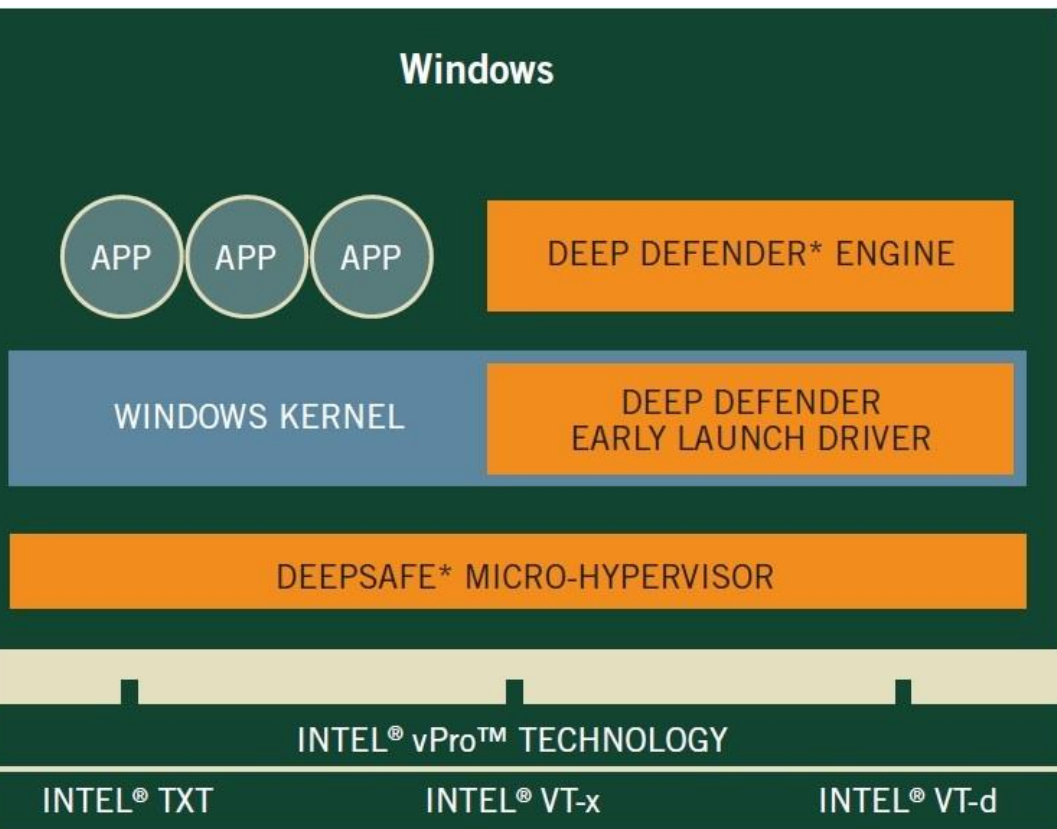 Windows
APP APP APP
DEEP DEFENDER* ENGINE
WINDOWS KERNEL
DEEP DEFENDER
EARLY LAUNCH DRIVER
DEEPSAFE* MICRO-HYPERVISOR
INTEL® vPro™ TECHNOLOGY
INTEL® TXT INTEL® VT-x INTEL® VT-d